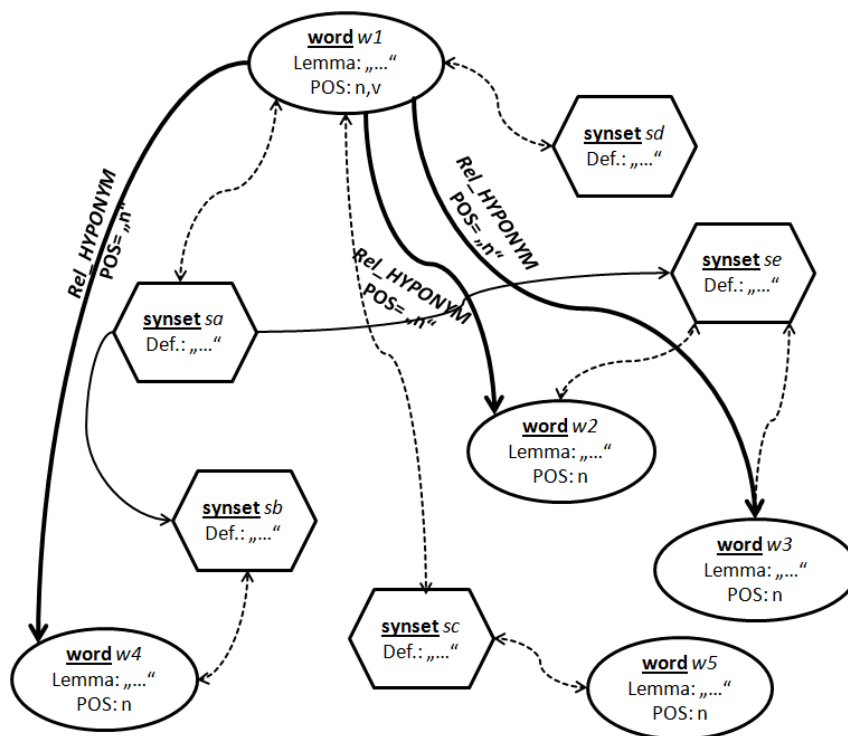 word w1
Lemma: „…“
POS: n,v
synset sd
Def.: „…“
Rel_HYPONYM
POS= „n“
Rel_HYPONYM
POS= „n“
Rel_HYPONYM
POS= „n“
synset se
Def.: „…“
synset sa
Def.: „…“
word w2
Lemma: „…“
POS: n
synset sb
Def.: „…“
word w3
Lemma: „…“
POS: n
synset sc
Def.: „…“
word w4
Lemma: „…“
POS: n
word w5
Lemma: „…“
POS: n